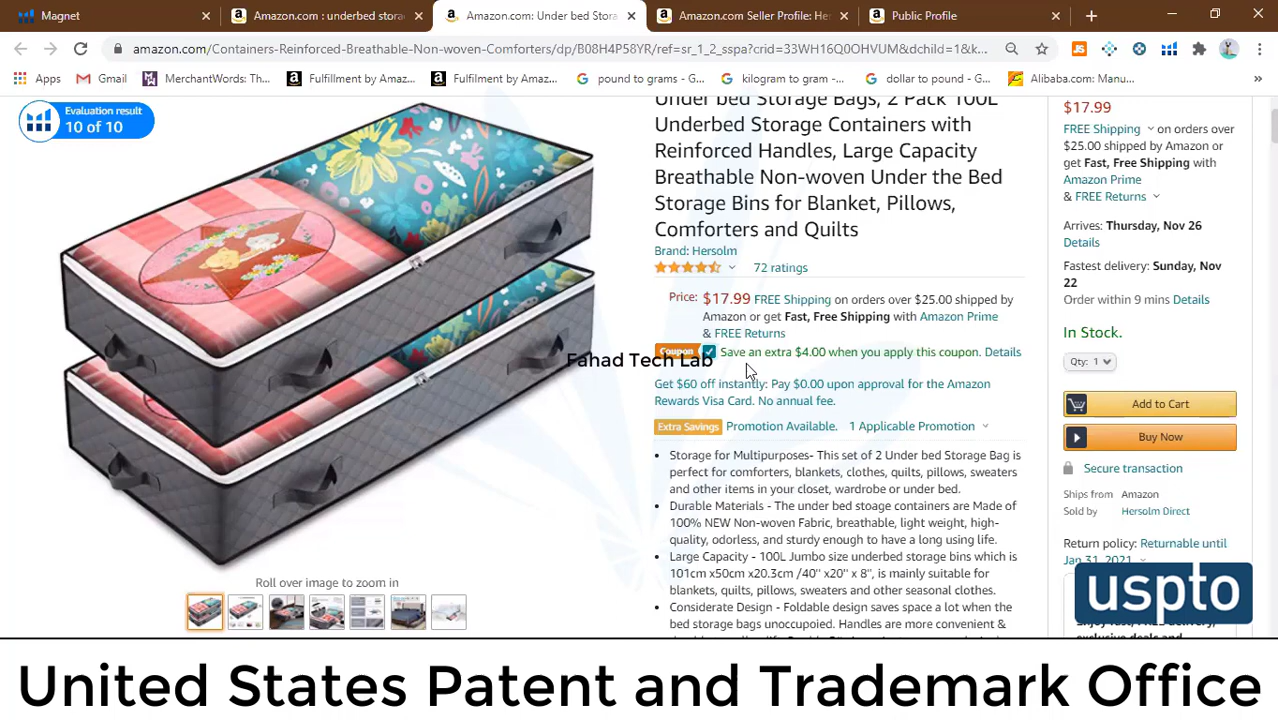 Magnet
Amazon.com : underbed stora
Amazon.com: Under bed Stora
Amazon.com Seller Profile: Her
Public Profile
amazon.com/Containers-Reinforced-Breathable-Non-woven-Comforters/dp/B08H4P58YR/ref=sr_1_2_sspa?crid=33WH16Q0OHVUM&dchild=1&k...
Apps
Gmail
MerchantWords: Th...
Fulfillment by Amaz...
Fulfilment by Amaz...
pound to grams - G...
kilogram to gram -...
dollar to pound - G...
Alibaba.com: Manu...
Evaluation result
10 of 10
Under bed Storage Bags, 2 Pack 100L
Underbed Storage Containers with
Reinforced Handles, Large Capacity
Breathable Non-woven Under the Bed
Storage Bins for Blanket, Pillows,
Comforters and Quilts
Brand: Hersolm
72 ratings
Price: $17.99 FREE Shipping on orders over $25.00 shipped by
Amazon or get Fast, Free Shipping with Amazon Prime
& FREE Returns
Coupon Save an extra $4.00 when you apply this coupon. Details
Fahad Tech Lab
Get $60 off instantly: Pay $0.00 upon approval for the Amazon
Rewards Visa Card. No annual fee.
Extra Savings Promotion Available. 1 Applicable Promotion
Storage for Multipurposes- This set of 2 Under bed Storage Bag is
perfect for comforters, blankets, clothes, quilts, pillows, sweaters
and other items in your closet, wardrobe or under bed.
Durable Materials - The under bed stoage containers are Made of
100% NEW Non-woven Fabric, breathable, light weight, high-
quality, odorless, and sturdy enough to have a long using life.
Large Capacity - 100L Jumbo size underbed storage bins which is
101cm x50cm x20.3cm /40'' x20'' x 8'', is mainly suitable for
blankets, quilts, pillows, sweaters and other seasonal clothes.
Considerate Design - Foldable design saves space a lot when the
bed storage bags unoccupoied. Handles are more convenient &
Roll over image to zoom in
$17.99
FREE Shipping on orders over
$25.00 shipped by Amazon or
get Fast, Free Shipping with
Amazon Prime
& FREE Returns
Arrives: Thursday, Nov 26
Details
Fastest delivery: Sunday, Nov
22
Order within 9 mins Details
In Stock.
Qty: 1
Add to Cart
Buy Now
Secure transaction
Ships from Amazon
Sold by Hersolm Direct
Return policy: Returnable until
Jan 31, 2021
uspto
exclusive deals and
United States Patent and Trademark Office